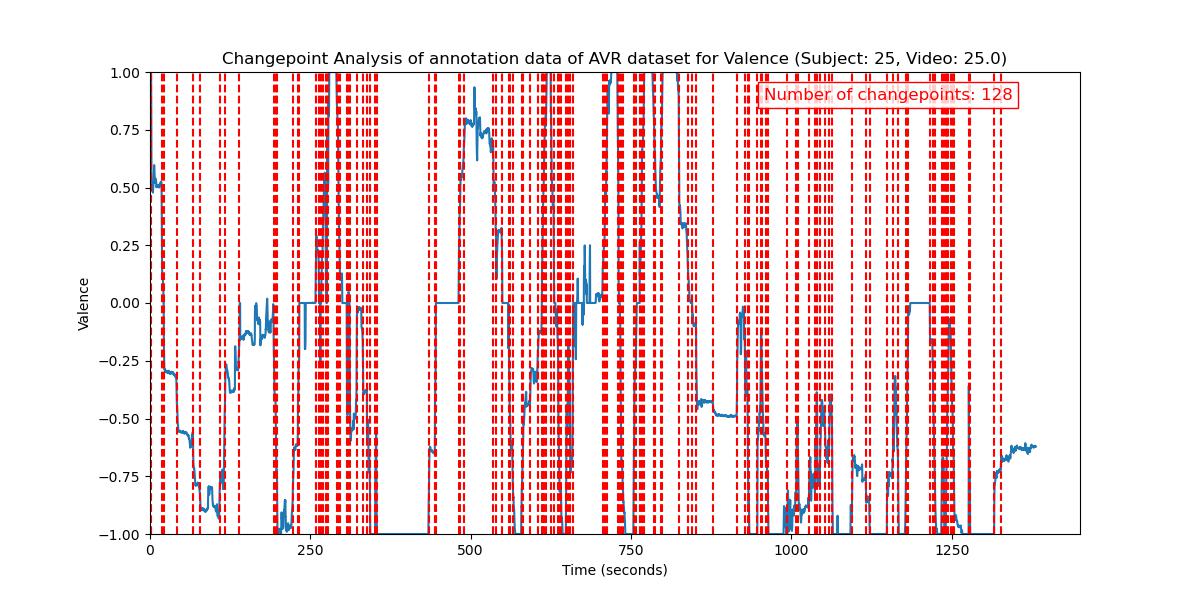 Changepoint Analysis of annotation data of AVR dataset for Valence (Subject: 25, Video: 25.0)
Number of changepoints: 128
Valence
1.00
0.75
0.50
0.25
0.00
−0.25
−0.50
−0.75
−1.00
0 250 500 750 1000 1250
Time (seconds)